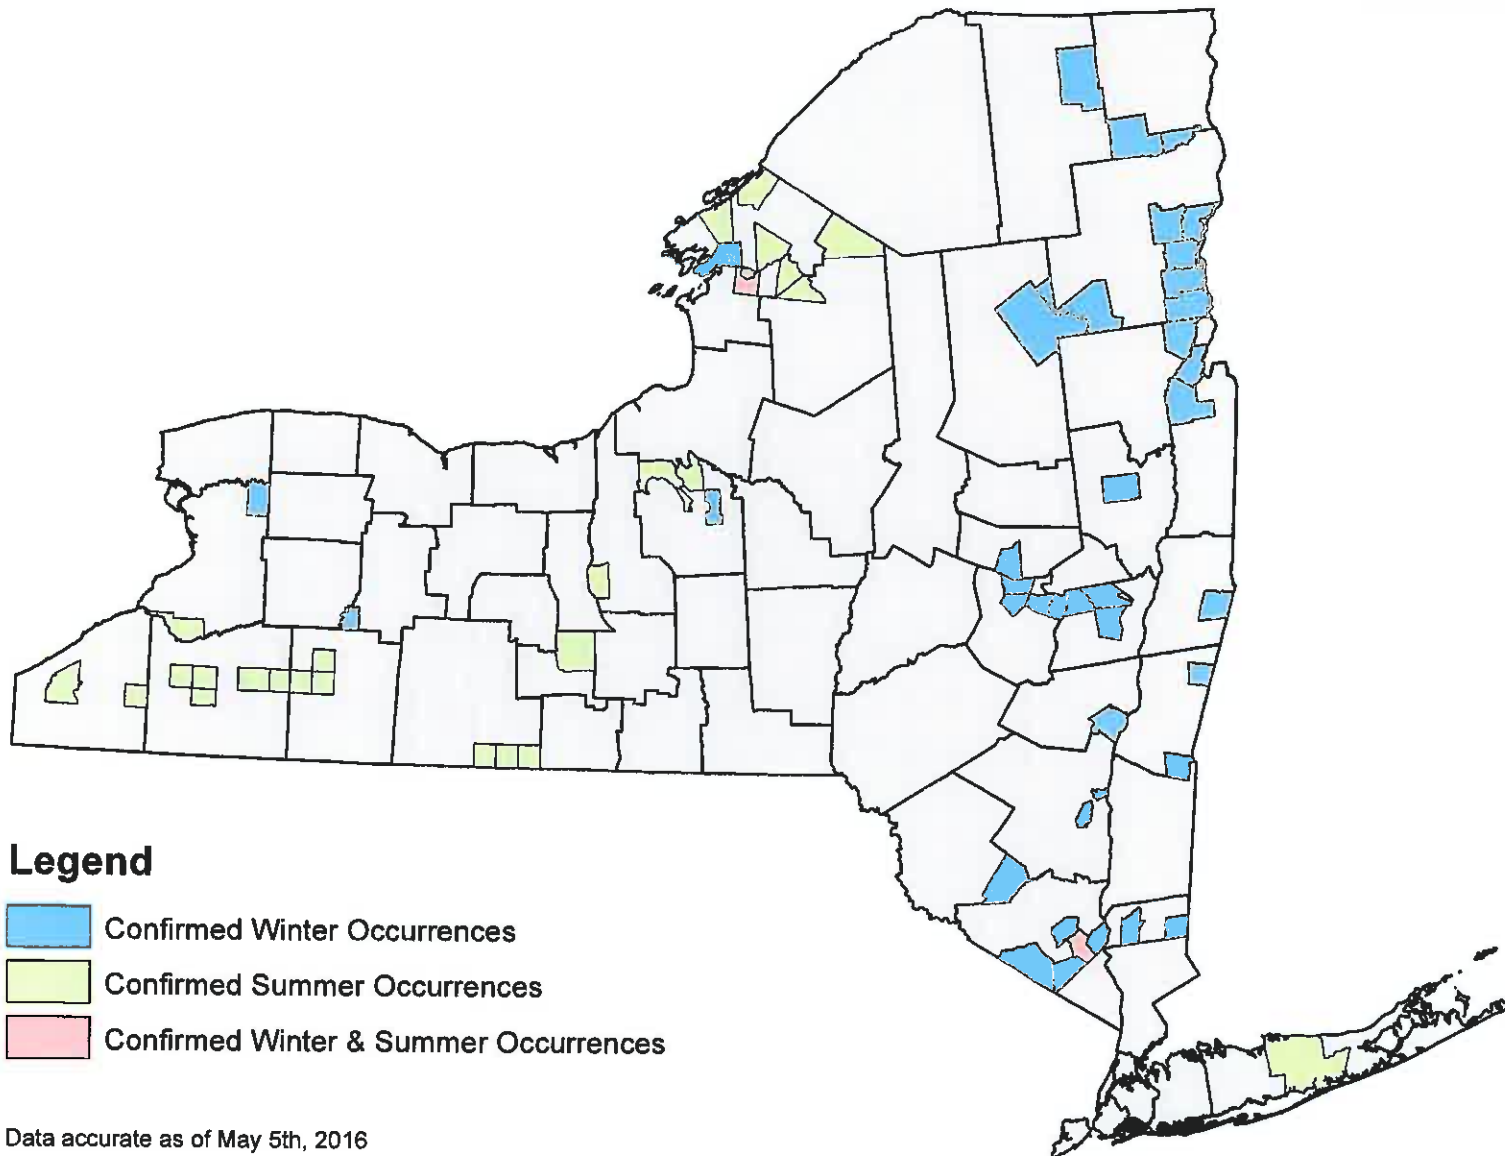 Legend
Confirmed Winter Occurrences
Confirmed Summer Occurrences
Confirmed Winter & Summer Occurrences
Data accurate as of May 5th, 2016